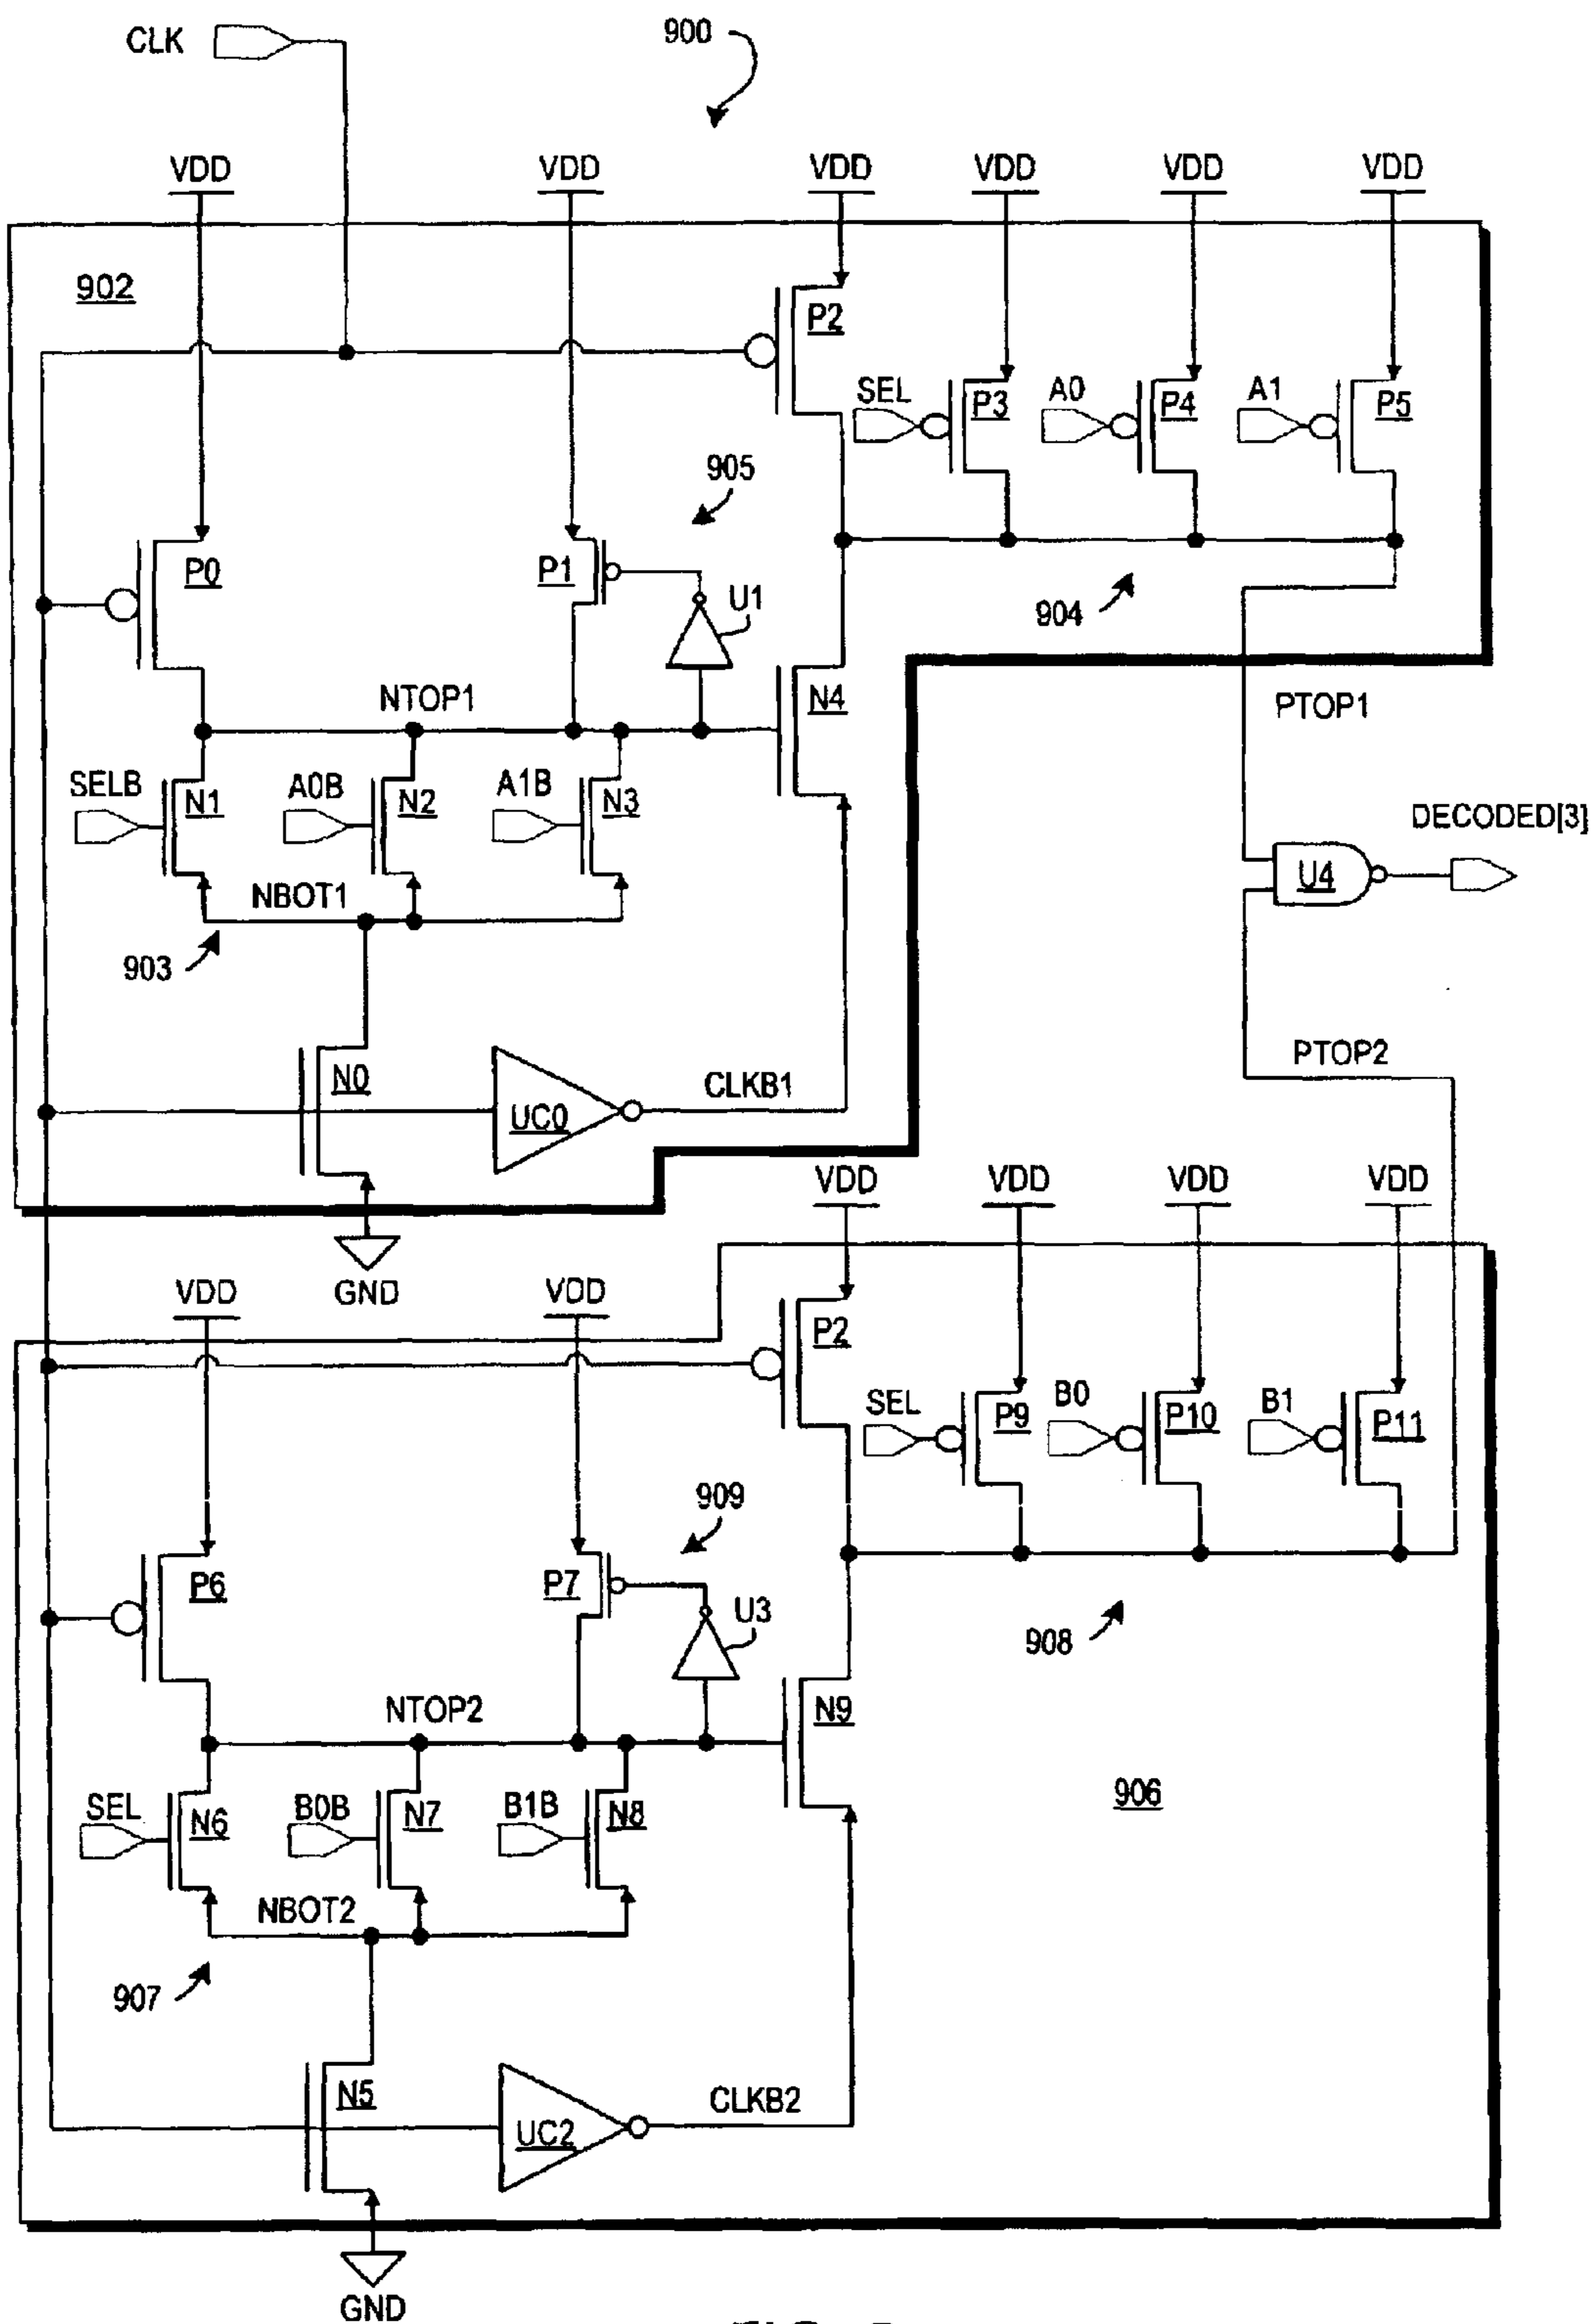 CLK
900
VDD VDD VDD VDD VDD VDD
902
P2
SEL P3 A0 P4 A1 P5
905
P0 P1 U1
904
NTOP1 N4 PTOP1
SELB N1 A0B N2 A1B N3
DECODED[3]
U4
NBOT1
903
PTOP2
N0 CLKB1
UC0
VDD VDD VDD VDD
GND
VDD VDD
P2
SEL P9 B0 P10 B1 P11
909
P6 P7 U3
908
NTOP2 N9
906
SEL N6 B0B N7 B1B N8
NBOT2
907
N5 CLKB2
UC2
GND